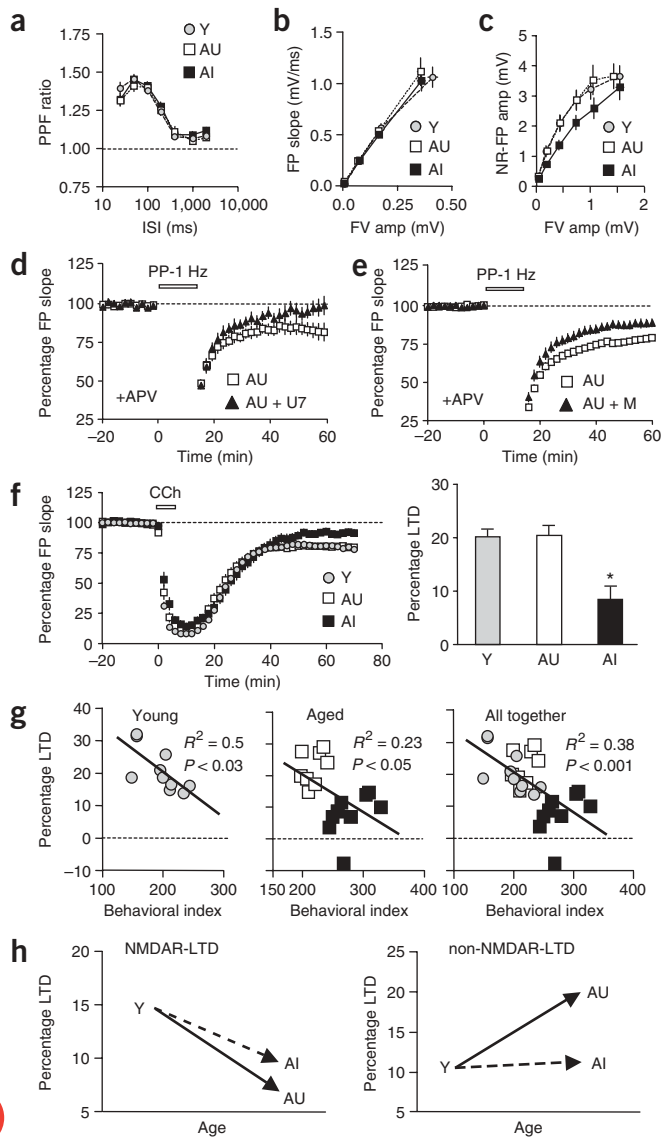 a
PPF ratio
1.75
1.50
1.25
1.00
0.75
10
100
1,000
10,000
ISI (ms)
Y
AU
AI
b
FP slope (mV/ms)
1.5
1.0
0.5
0.0
0.00
0.25
0.50
FV amp (mV)
Y
AU
AI
c
NR-FP amp (mV)
5
4
3
2
1
0
0
1
2
FV amp (mV)
Y
AU
AI
d
Percentage FP slope
125
100
75
50
25
PP-1 Hz
+APV
AU
AU + U7
–20
0
20
40
60
Time (min)
e
Percentage FP slope
125
100
75
50
25
PP-1 Hz
+APV
AU
AU + M
–20
0
20
40
60
Time (min)
f
Percentage FP slope
125
100
75
50
25
0
CCh
Y
AU
AI
–20
0
20
40
60
80
Time (min)
Percentage LTD
30
20
10
0
*
Y
AU
AI
g
Percentage LTD
40
30
20
10
0
–10
Young
R² = 0.5
P < 0.03
100
200
300
Behavioral index
Aged
R² = 0.23
P < 0.05
150
200
300
400
Behavioral index
All together
R² = 0.38
P < 0.001
100
200
300
400
Behavioral index
h
Percentage LTD
20
15
10
5
NMDAR-LTD
Y
AI
AU
Age
Percentage LTD
25
20
15
10
5
non-NMDAR-LTD
Y
AU
AI
Age